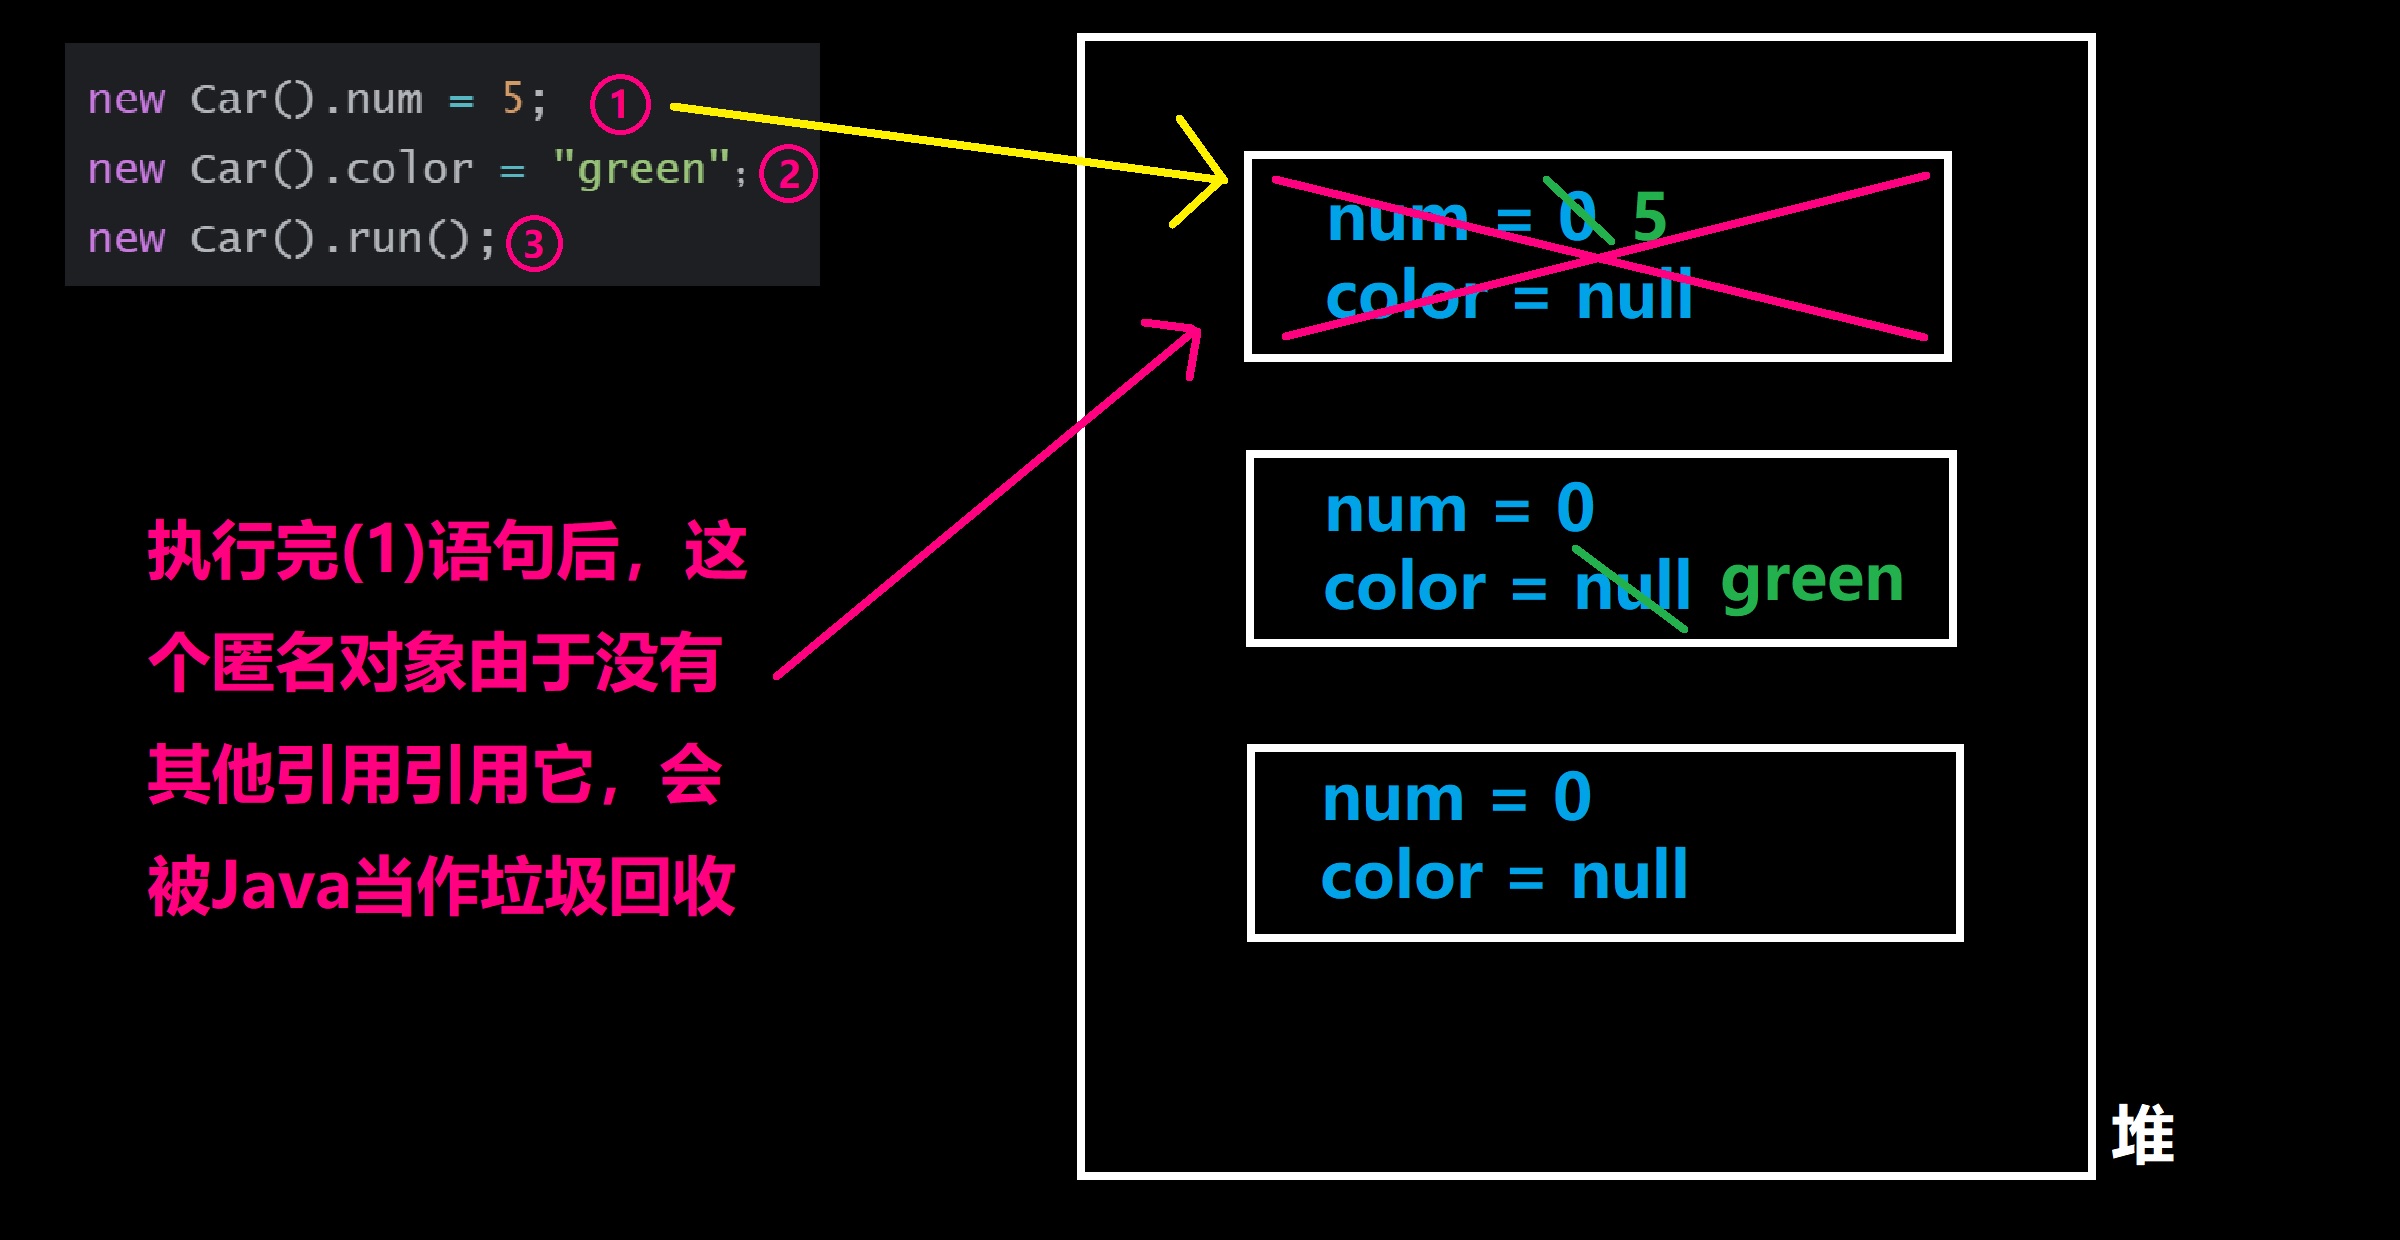 new Car().num = 5; ①
new Car().color = "green"; ②
new Car().run(); ③
执行完(1)语句后，这
个匿名对象由于没有
其他引用引用它，会
被Java当作垃圾回收
num = 0 5
color = null
num = 0
color = null green
num = 0
color = null
堆